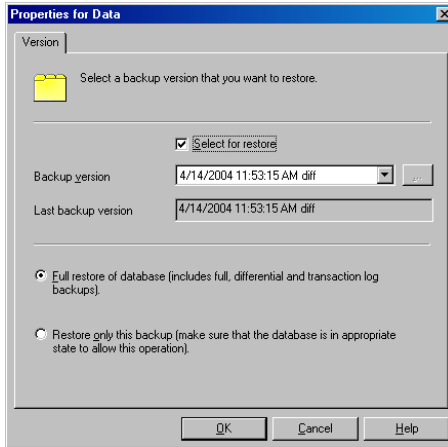 Properties for Data
Version
Select a backup version that you want to restore.
Select for restore
Backup version
4/14/2004 11:53:15 AM diff
...
Last backup version
4/14/2004 11:53:15 AM diff
Full restore of database (includes full, differential and transaction log
backups).
Restore only this backup (make sure that the database is in appropriate
state to allow this operation).
OK
Cancel
Help